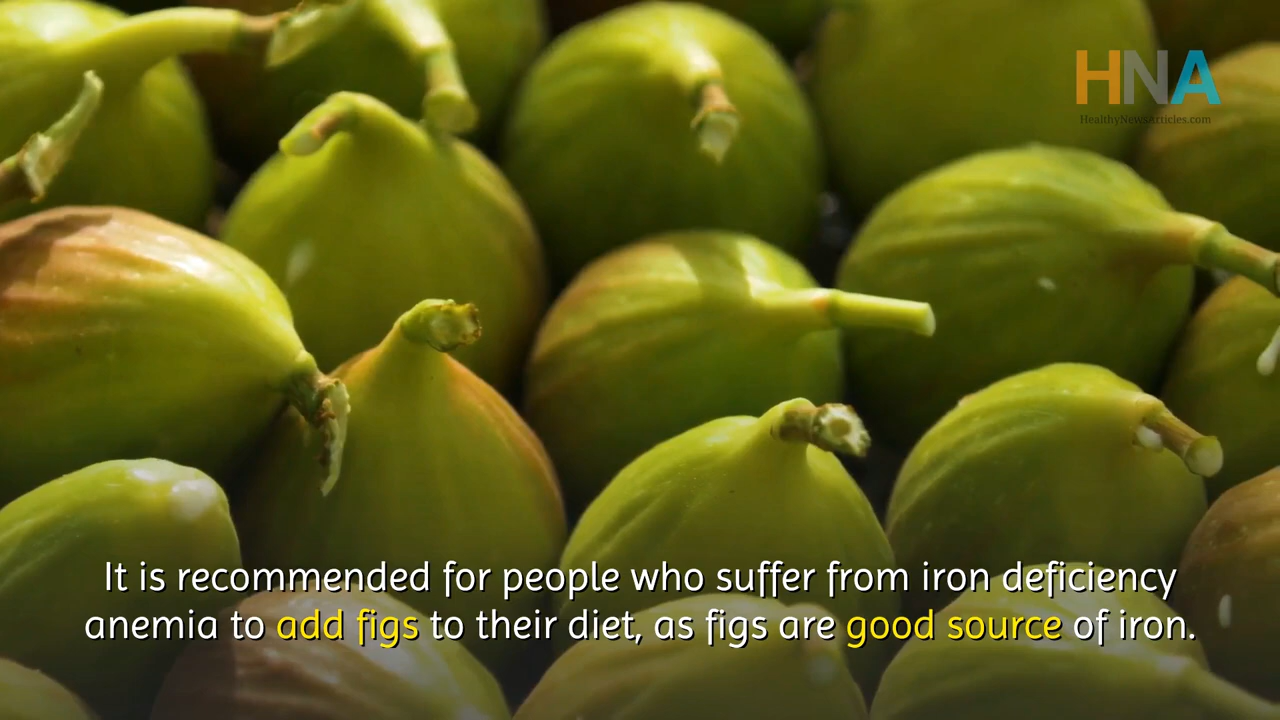 HNA
HealthyNewsArticles.com
It is recommended for people who suffer from iron deficiency
anemia to add figs to their diet, as figs are good source of iron.